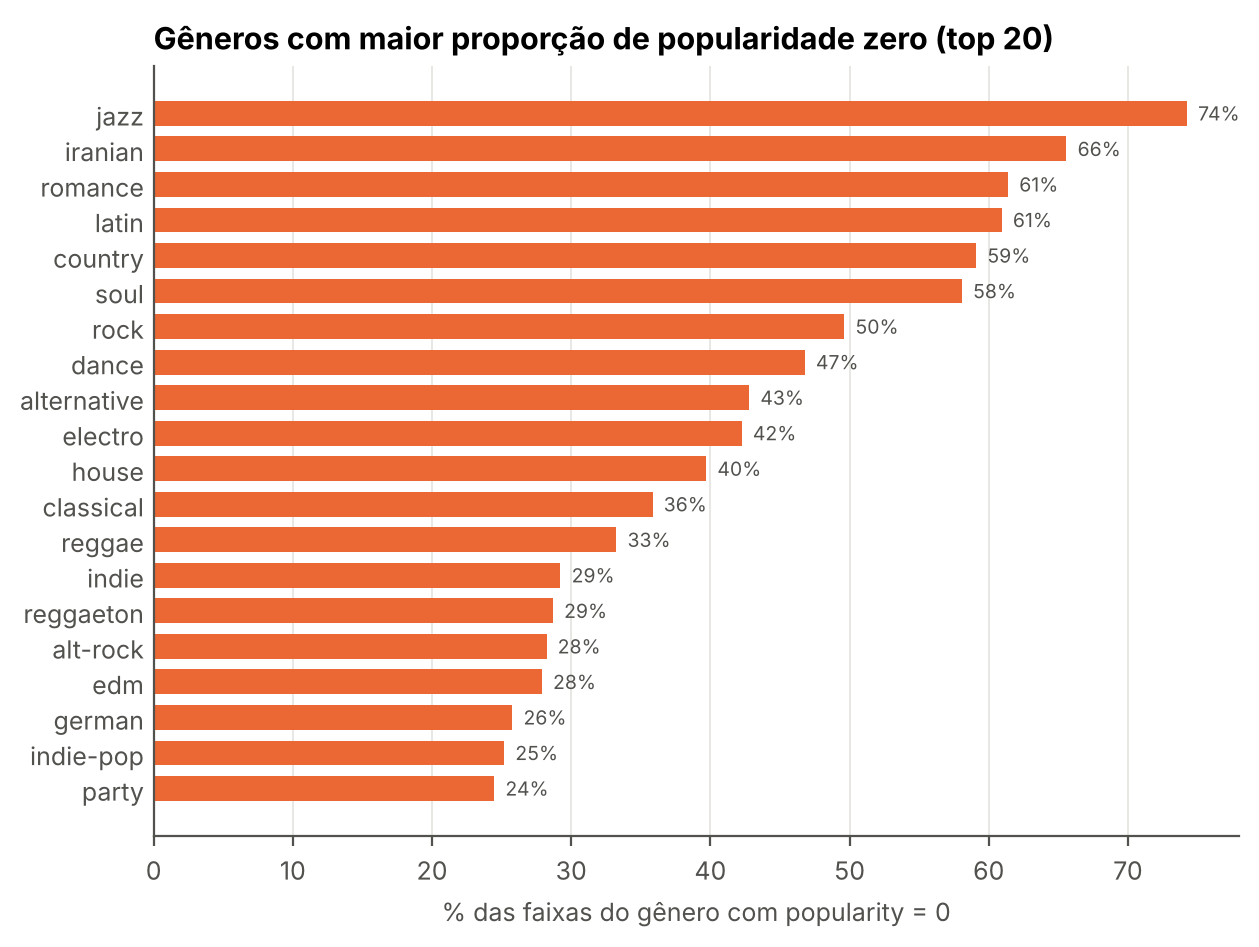 Gêneros com maior proporção de popularidade zero (top 20)
jazz 74%
iranian 66%
romance 61%
latin 61%
country 59%
soul 58%
rock 50%
dance 47%
alternative 43%
electro 42%
house 40%
classical 36%
reggae 33%
indie 29%
reggaeton 29%
alt-rock 28%
edm 28%
german 26%
indie-pop 25%
party 24%
0 10 20 30 40 50 60 70
% das faixas do gênero com popularity = 0